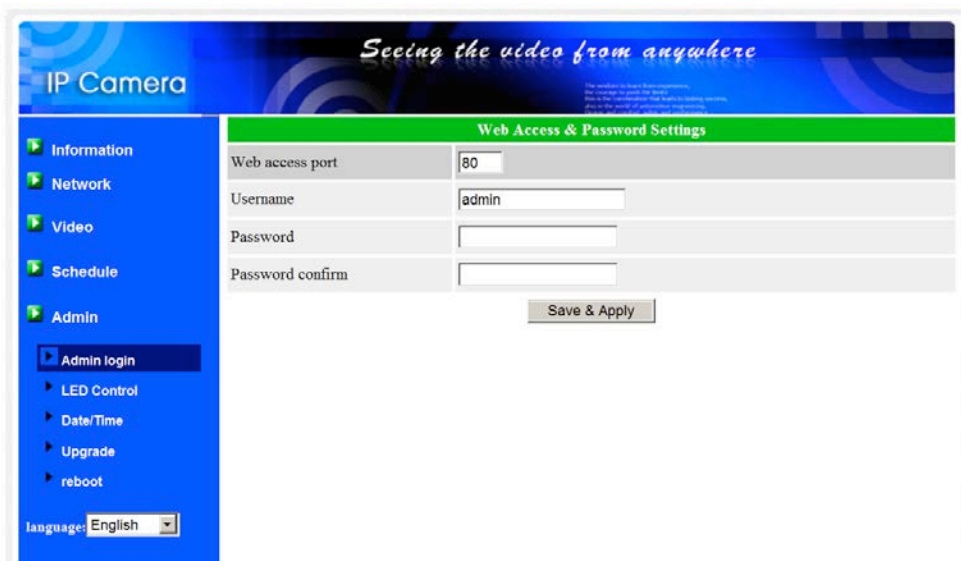 Seeing the video from anywhere
IP Camera
Information
Network
Video
Schedule
Admin
Admin login
LED Control
Date/Time
Upgrade
reboot
language: English
Web Access & Password Settings
Web access port 80
Username admin
Password
Password confirm
Save & Apply